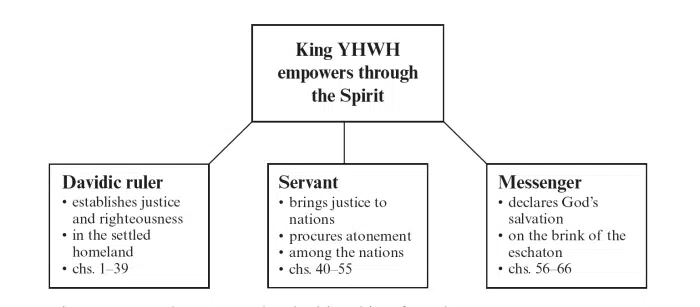 King YHWH
empowers through
the Spirit
Davidic ruler
• establishes justice
and righteousness
• in the settled
homeland
• chs. 1–39
Servant
• brings justice to
nations
• procures atonement
• among the nations
• chs. 40–55
Messenger
• declares God's
salvation
• on the brink of the
eschaton
• chs. 56–66